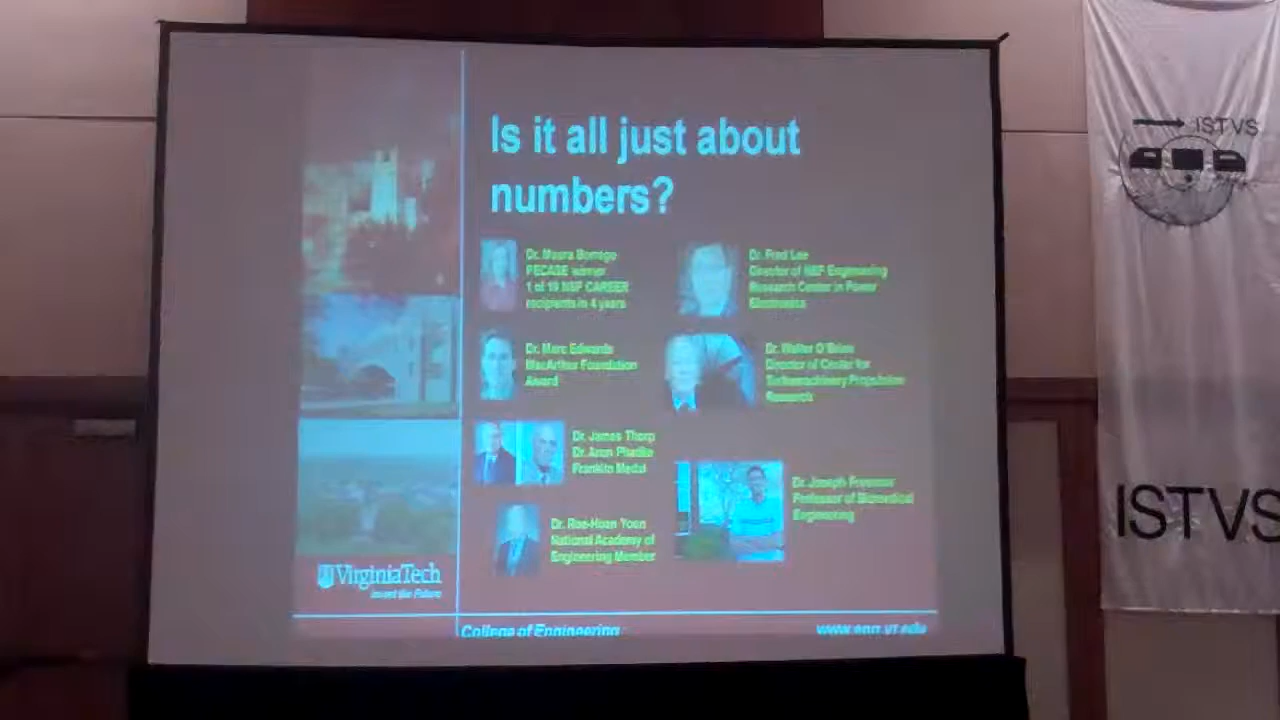 Is it all just about
numbers?
Dr. Maura Borrego
PECASE winner
1 of 19 NSF CAREER
recipients in 4 years
Dr. Marc Edwards
MacArthur Foundation
Award
Dr. James Thorp
Dr. Arun Phadke
Franklin Medal
Dr. Roe-Hoan Yoon
National Academy of
Engineering Member
Dr. Fred Lee
Director of NSF Engineering
Research Center in Power
Electronics
Dr. Walter O'Brien
Director of Center for
Turbomachinery Propulsion
Research
Dr. Joseph
Professor of Biomedical
Engineering
VirginiaTech
Invent the Future
College of Engineering
www.eng.vt.edu
ISTVS
ISTVS